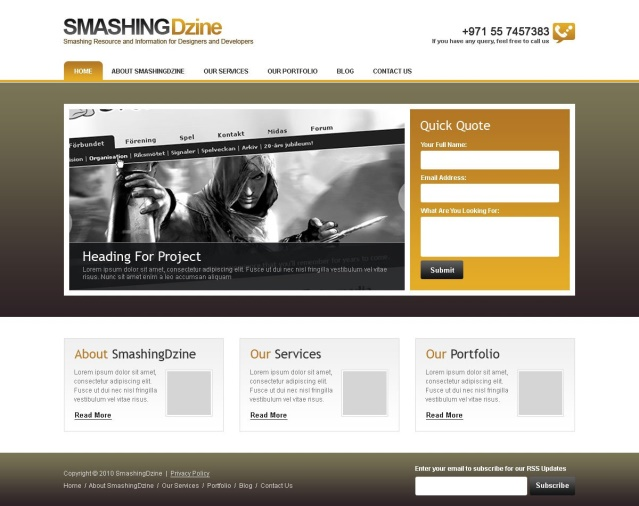 SMASHINGDzine
Smashing Resource and Information for Designers and Developers
+971 55 7457383
If you have any query, feel free to call us
HOME
ABOUT SMASHINGDZINE
OUR SERVICES
OUR PORTFOLIO
BLOG
CONTACT US
Förbundet
Förening
Spel
Kontakt
Midas
Forum
sion | Organisation | Riksmötet | Signaler | Spelveckan | Arkiv | 20-års jubileum!
Heading For Project
Lorem ipsum dolor sit amet, consectetur adipiscing elit. Fusce ut dui nec nisl fringilla vestibulum vel vitae
risus. Nunc sit amet enim a leo accumsan aliquam
Quick Quote
Your Full Name:
Email Address:
What Are You Looking For:
Submit
About SmashingDzine
Lorem ipsum dolor sit amet,
consectetur adipiscing elit.
Fusce ut dui nec nisl fringilla
vestibulum vel vitae risus.
Read More
Our Services
Lorem ipsum dolor sit amet,
consectetur adipiscing elit.
Fusce ut dui nec nisl fringilla
vestibulum vel vitae risus.
Read More
Our Portfolio
Lorem ipsum dolor sit amet,
consectetur adipiscing elit.
Fusce ut dui nec nisl fringilla
vestibulum vel vitae risus.
Read More
Copyright © 2010 SmashingDzine | Privacy Policy
Home / About SmashingDzine / Our Services / Portfolio / Blog / Contact Us
Enter your email to subscribe for our RSS Updates
Subscribe